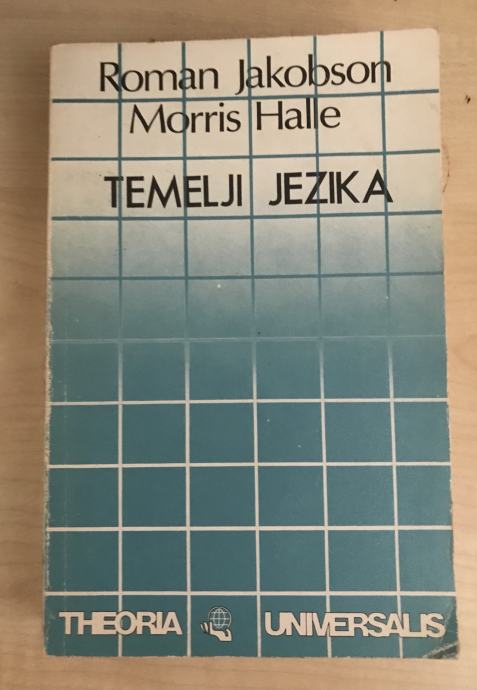 Roman Jakobson
Morris Halle
TEMELJI JEZIKA
THEORIA UNIVERSALIS